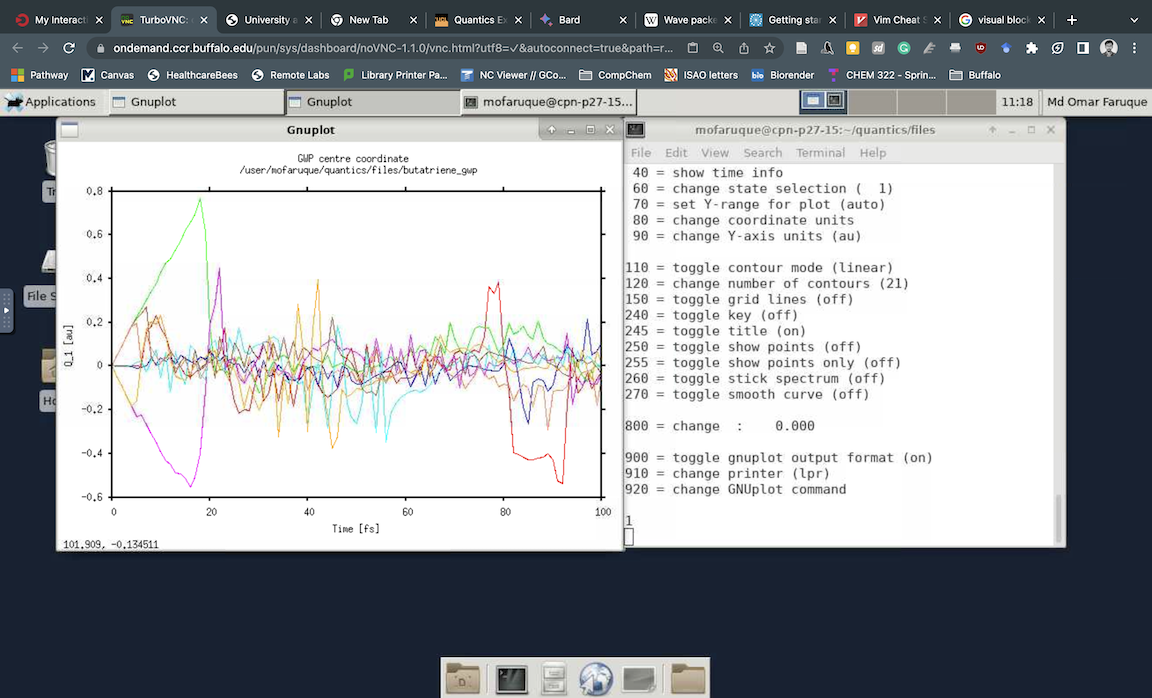 My Interact
TurboVNC:
University a
New Tab
Quantics Ex
Bard
Wave packe
Getting star
Vim Cheat S
visual block
ondemand.ccr.buffalo.edu/pun/sys/dashboard/noVNC-1.1.0/vnc.html?utf8=✓&autoconnect=true&path=r...
Pathway
Canvas
HealthcareBees
Remote Labs
Library Printer Pa...
NC Viewer // GCo...
CompChem
ISAO letters
Biorender
CHEM 322 - Sprin...
Buffalo
Applications
Gnuplot
Gnuplot
mofaruque@cpn-p27-15...
11:18
Md Omar Faruque
Gnuplot
GWP centre coordinate
/user/mofaruque/quantics/files/butatriene_gwp
0.8
0.6
0.4
0.2
0
-0.2
-0.4
-0.6
Q_1 [au]
0 20 40 60 80 100
Time [fs]
101.909, -0.134511
mofaruque@cpn-p27-15:~/quantics/files
File Edit View Search Terminal Help
40 = show time info
60 = change state selection (  1)
70 = set Y-range for plot (auto)
80 = change coordinate units
90 = change Y-axis units (au)
110 = toggle contour mode (linear)
120 = change number of contours (21)
150 = toggle grid lines (off)
240 = toggle key (off)
245 = toggle title (on)
250 = toggle show points (off)
255 = toggle show points only (off)
260 = toggle stick spectrum (off)
270 = toggle smooth curve (off)
800 = change  :    0.000
900 = toggle gnuplot output format (on)
910 = change printer (lpr)
920 = change GNUplot command
1
File S